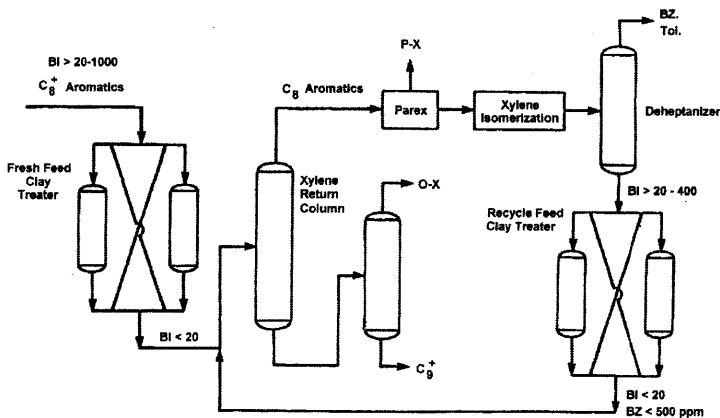 BI > 20-1000
C8+ Aromatics
Fresh Feed
Clay
Treater
BI < 20
Xylene
Return
Column
C8 Aromatics
P-X
Parex
Xylene
Isomerization
BZ.
Tol.
Deheptanizer
O-X
C9+
BI > 20 - 400
Recycle Feed
Clay Treater
BI < 20
BZ < 500 ppm